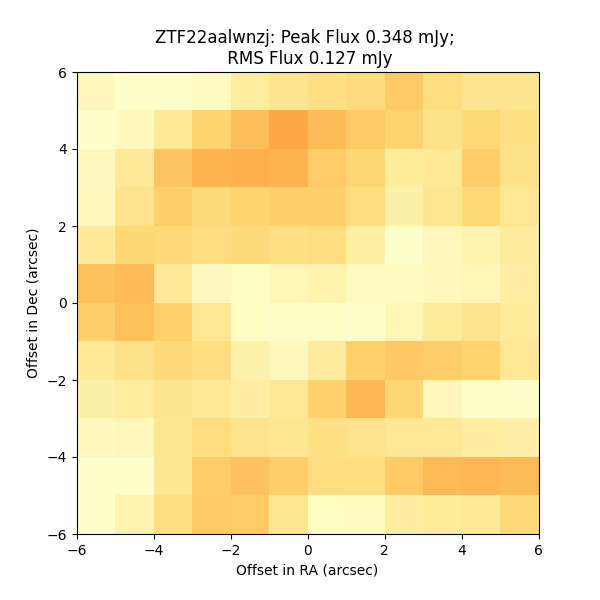 ZTF22aalwnzj: Peak Flux 0.348 mJy;
RMS Flux 0.127 mJy
6
4
2
0
−2
−4
−6
Offset in Dec (arcsec)
−6 −4 −2 0 2 4 6
Offset in RA (arcsec)